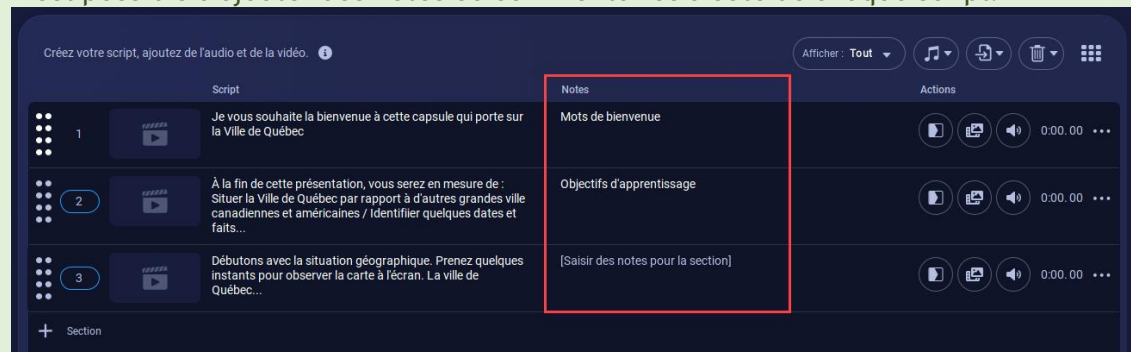 Créez votre script, ajoutez de l'audio et de la vidéo.
Afficher : Tout
Script Notes Actions
1 Je vous souhaite la bienvenue à cette capsule qui porte sur
la Ville de Québec
Mots de bienvenue
0:00.00
2 À la fin de cette présentation, vous serez en mesure de :
Situer la Ville de Québec par rapport à d'autres grandes ville
canadiennes et américaines / Identifiier quelques dates et
faits...
Objectifs d'apprentissage
0:00.00
3 Débutons avec la situation géographique. Prenez quelques
instants pour observer la carte à l'écran. La ville de
Québec...
[Saisir des notes pour la section]
0:00.00
+ Section